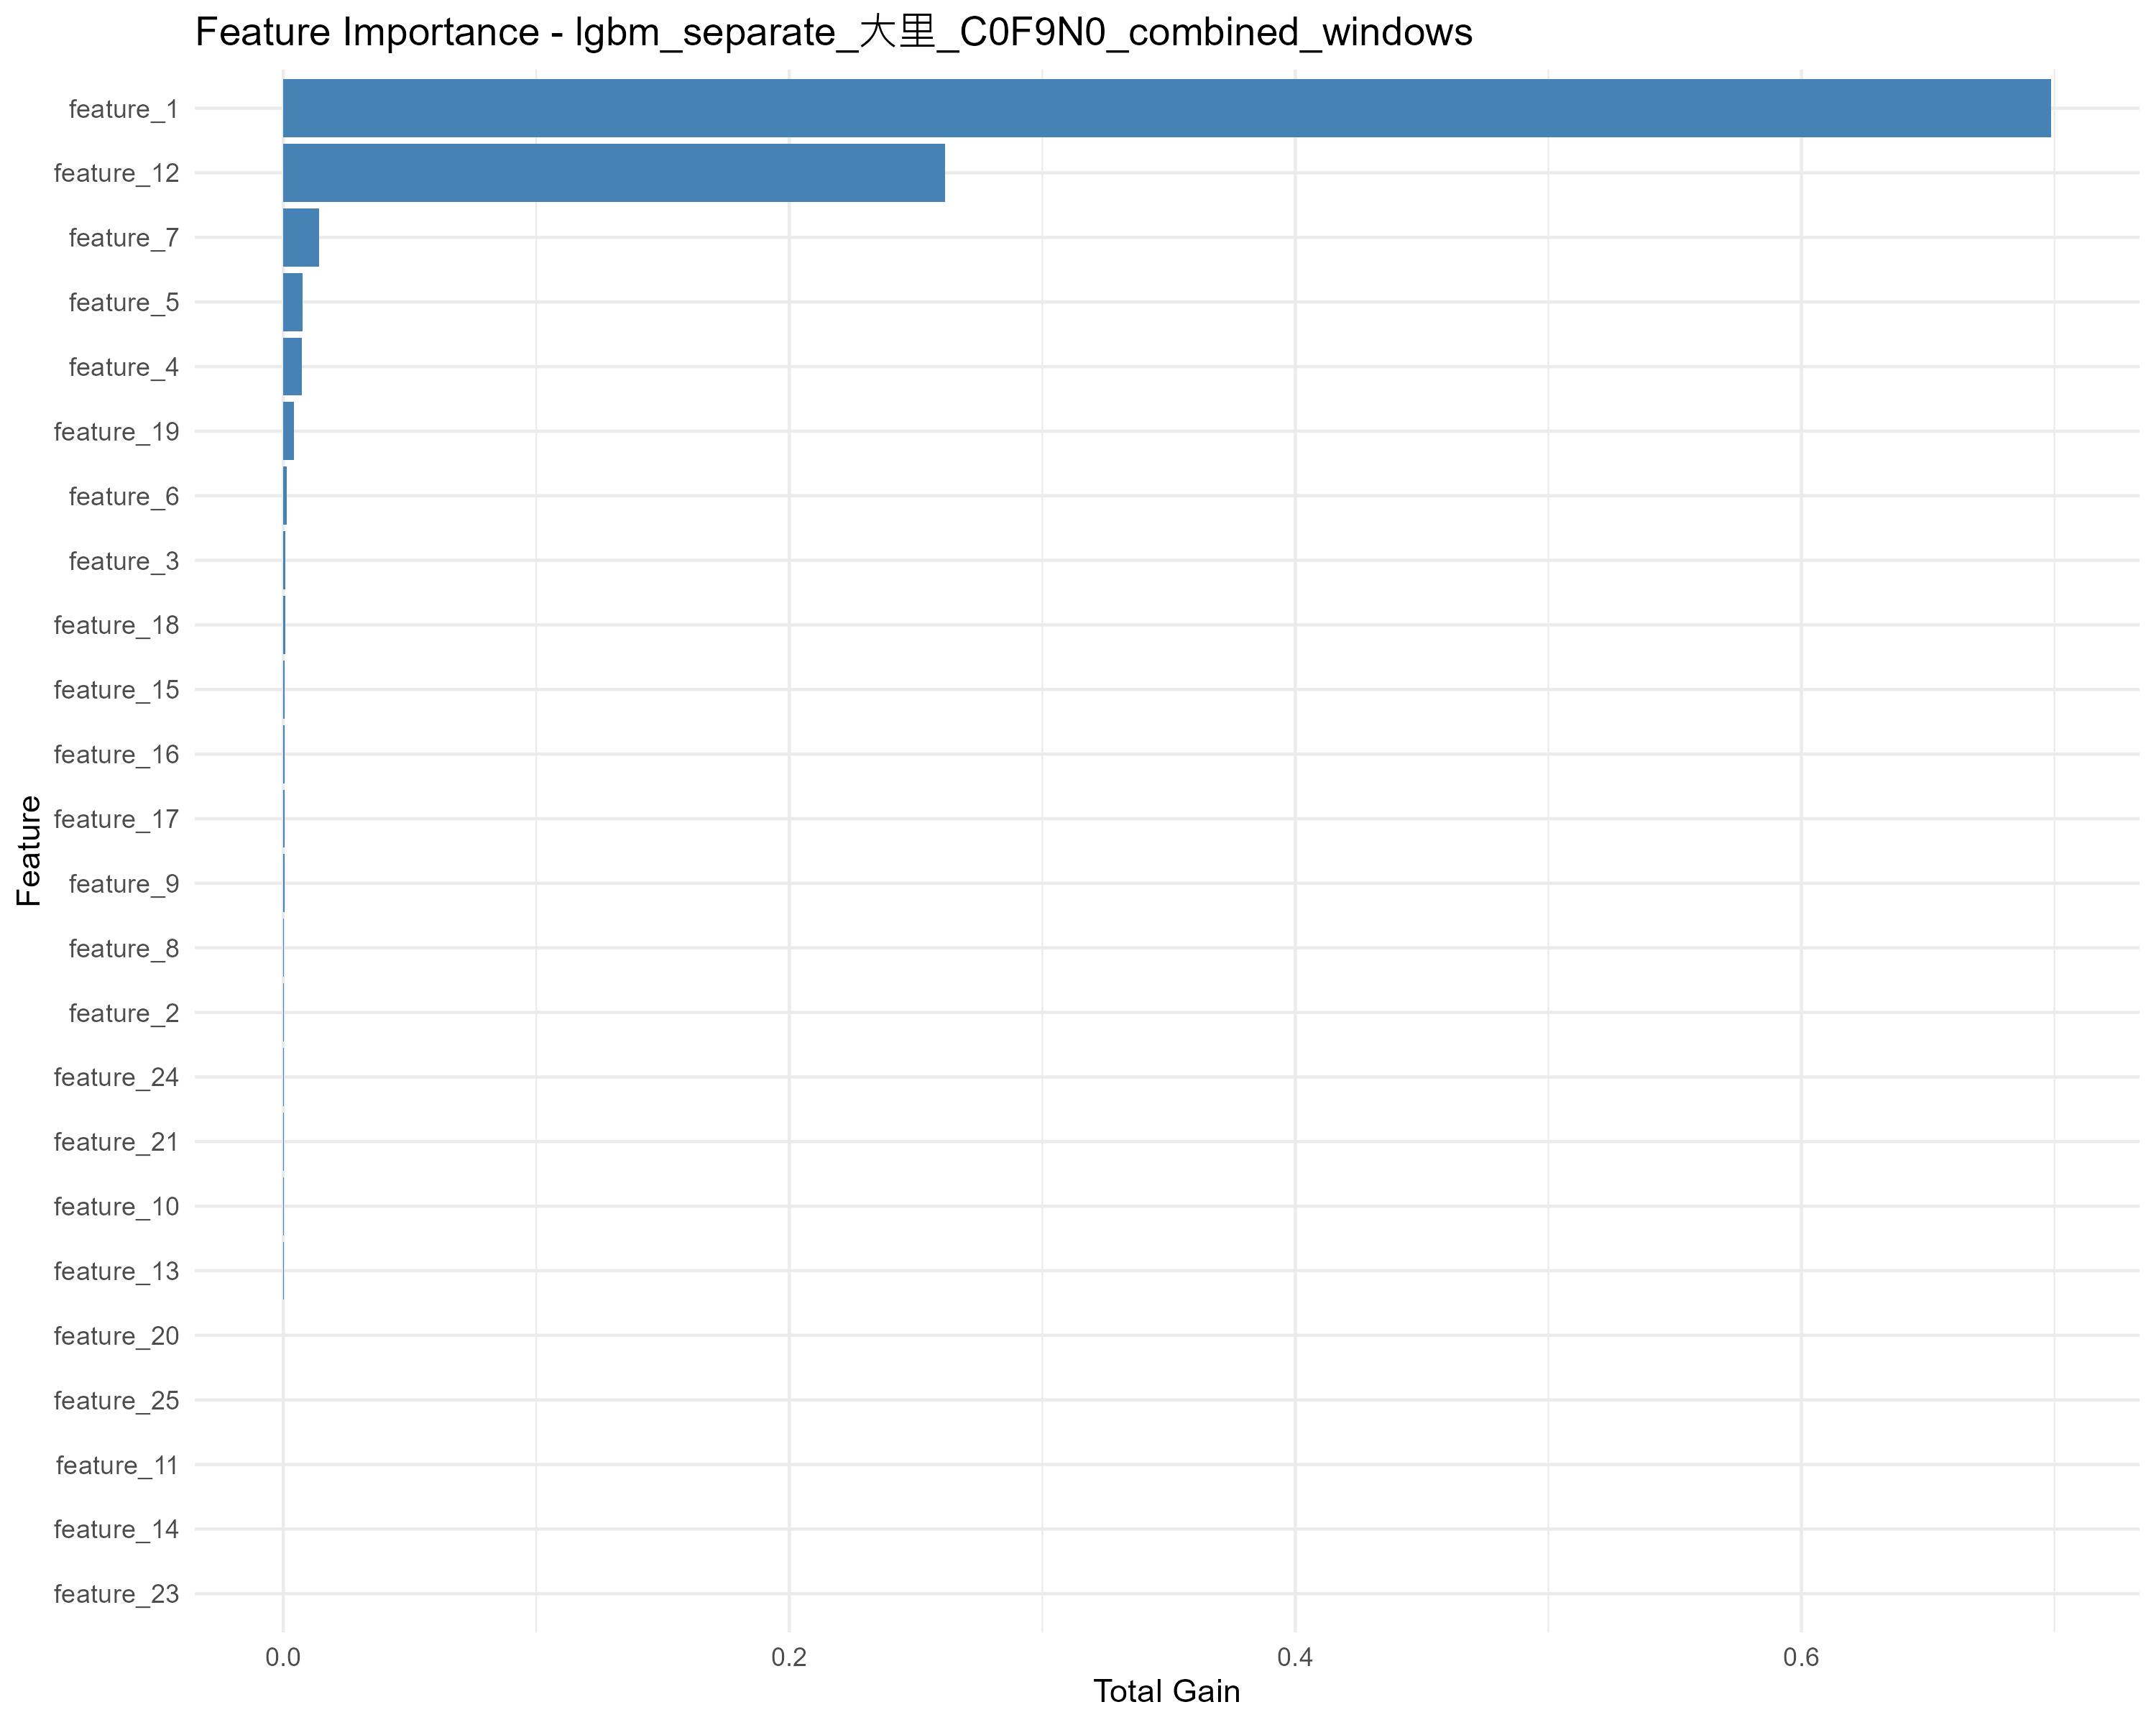 Feature Importance - lgbm_separate_大里_C0F9N0_combined_windows
feature_1
feature_12
feature_7
feature_5
feature_4
feature_19
feature_6
feature_3
feature_18
feature_15
feature_16
feature_17
feature_9
feature_8
feature_2
feature_24
feature_21
feature_10
feature_13
feature_20
feature_25
feature_11
feature_14
feature_23
Feature
0.0 0.2 0.4 0.6
Total Gain